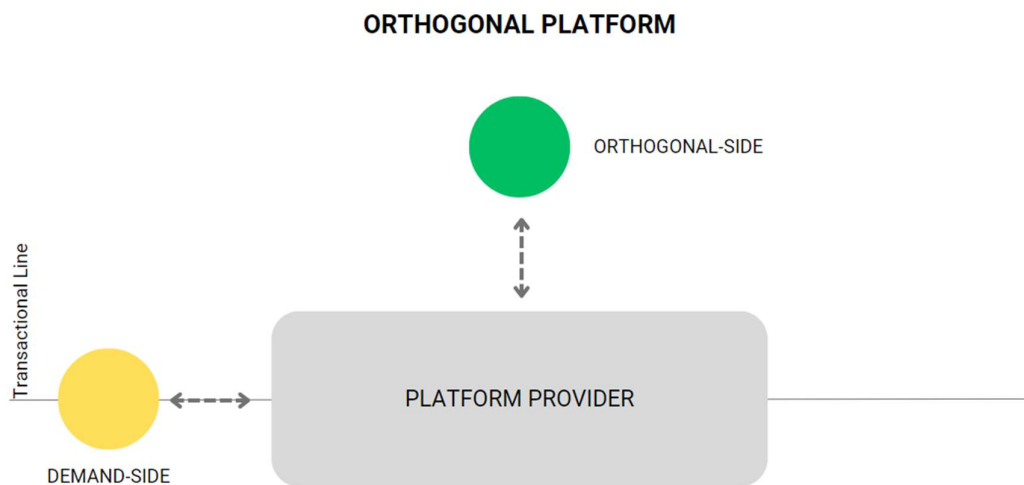 ORTHOGONAL PLATFORM
ORTHOGONAL-SIDE
Transactional Line
PLATFORM PROVIDER
DEMAND-SIDE